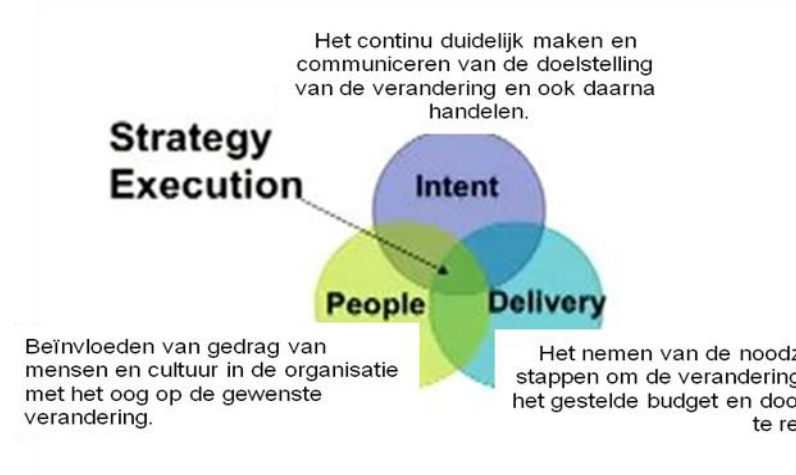 Het continu duidelijk maken en
communiceren van de doelstelling
van de verandering en ook daarna
handelen.
Strategy
Execution
Intent
People
Delivery
Beïnvloeden van gedrag van
mensen en cultuur in de organisatie
met het oog op de gewenste
verandering.
Het nemen van de
stappen om de verandering
het gestelde budget en
te